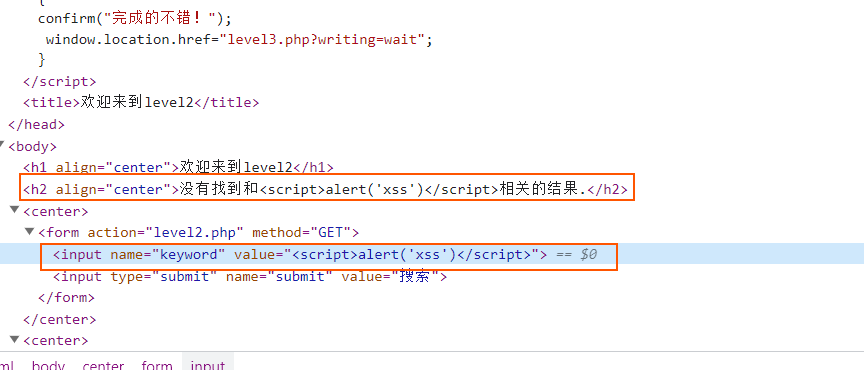 {
confirm("完成的不错！");
window.location.href="level3.php?writing=wait";
}
</script>
<title>欢迎来到level2</title>
</head>
<body>
<h1 align="center">欢迎来到level2</h1>
<h2 align="center">没有找到和<script>alert('xss')</script>相关的结果.</h2>
<center>
<form action="level2.php" method="GET">
<input name="keyword" value="<script>alert('xss')</script>"> == $0
<input type="submit" name="submit" value="搜索">
</form>
</center>
<center>
ml body center form input